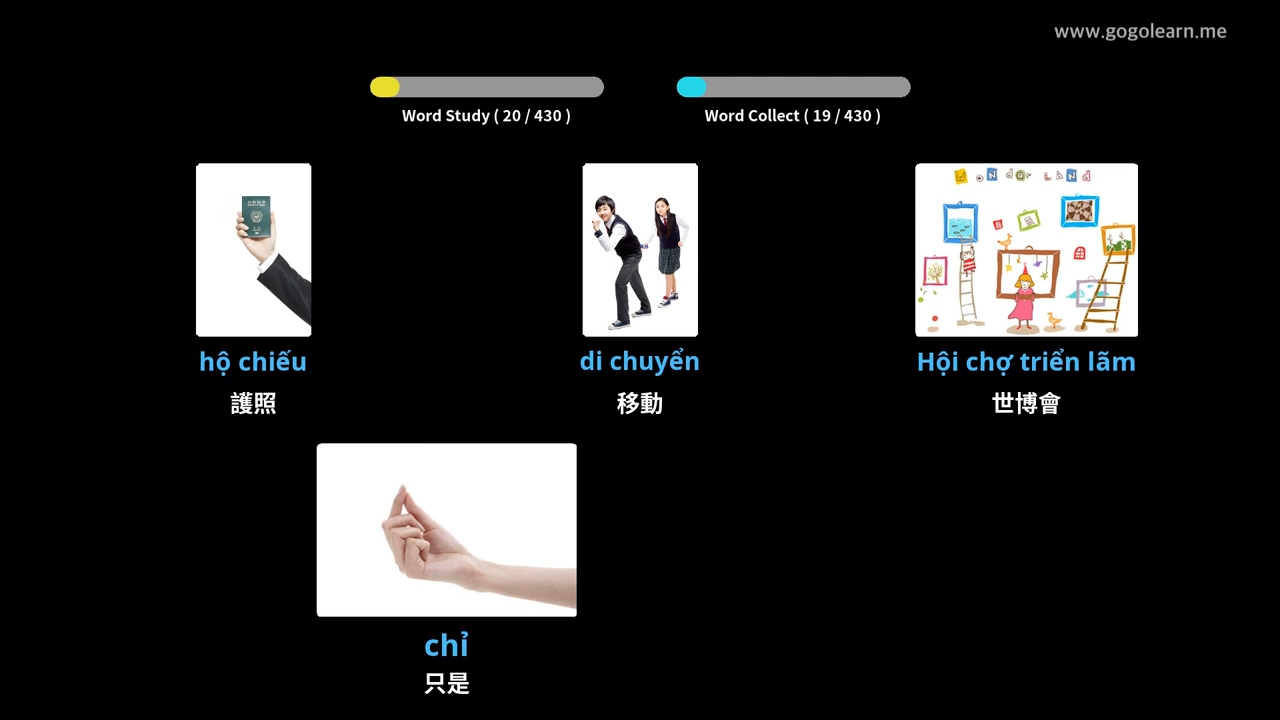 www.gogolearn.me
Word Study ( 20 / 430 )
Word Collect ( 19 / 430 )
hộ chiếu
護照
di chuyển
移動
Hội chợ triển lãm
世博會
chỉ
只是